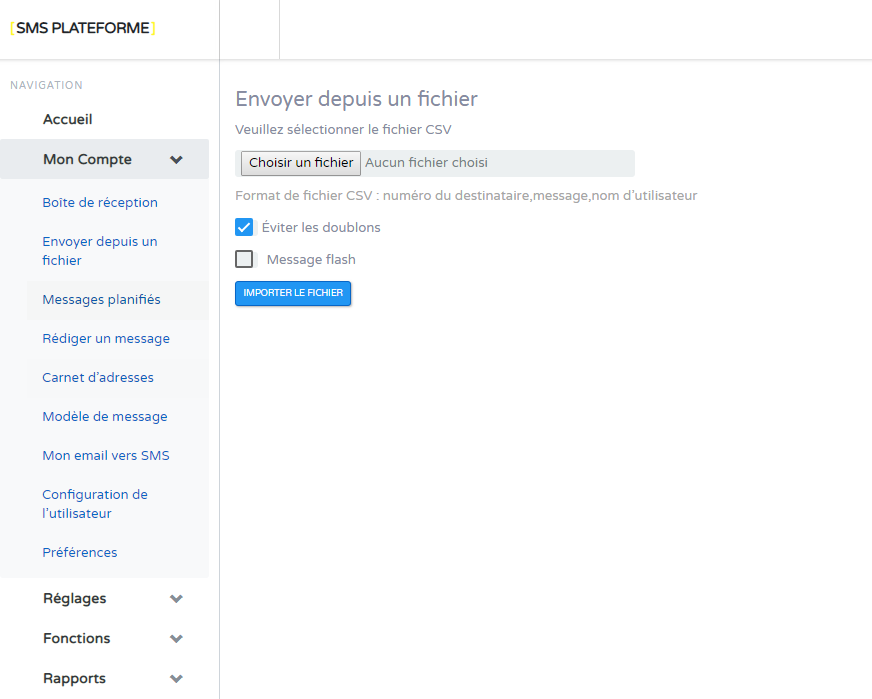 [SMS PLATEFORME]
NAVIGATION
Accueil
Mon Compte
Boîte de réception
Envoyer depuis un
fichier
Messages planifiés
Rédiger un message
Carnet d'adresses
Modèle de message
Mon email vers SMS
Configuration de
l'utilisateur
Préférences
Réglages
Fonctions
Rapports
Envoyer depuis un fichier
Veuillez sélectionner le fichier CSV
Choisir un fichier Aucun fichier choisi
Format de fichier CSV : numéro du destinataire,message,nom d'utilisateur
Éviter les doublons
Message flash
IMPORTER LE FICHIER